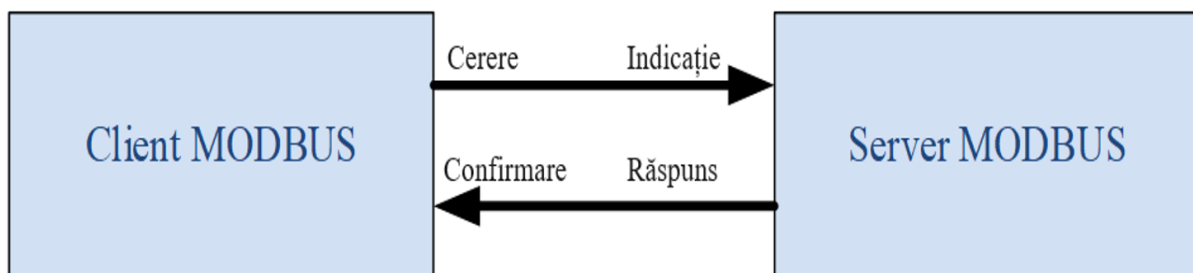 Cerere Indicație
Client MODBUS
Server MODBUS
Confirmare Răspuns